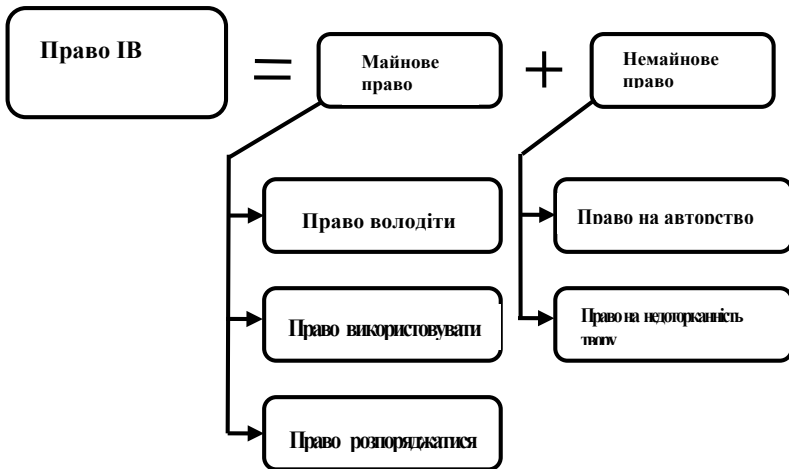 Право ІВ
=
Майнове
право
+
Немайнове
право
Право володіти
Право на авторство
Право використовувати
Право на недоторканність
твору
Право розпоряджатися